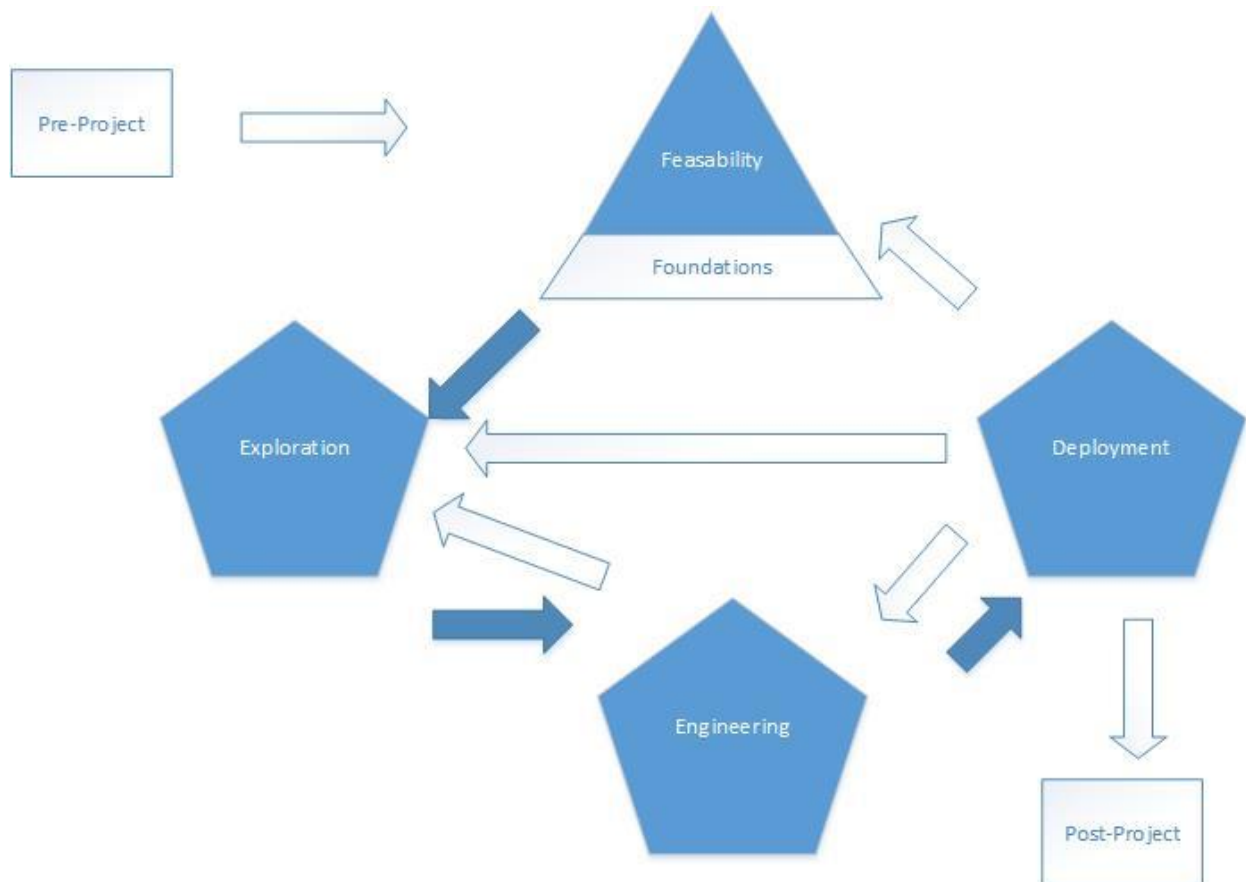 Pre-Project
Feasability
Foundations
Exploration
Deployment
Engineering
Post-Project